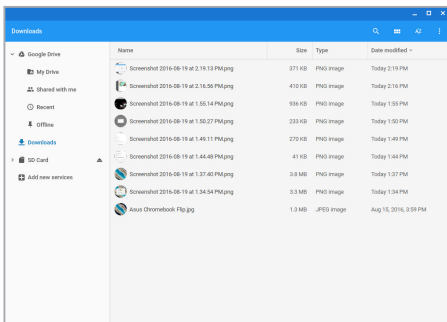 Downloads
Google Drive
My Drive
Shared with me
Recent
Offline
Downloads
SD Card
Add new services
Name Size Type Date modified
Screenshot 2016-08-19 at 2.19.13 PM.png 371 KB PNG image Today 2:19 PM
Screenshot 2016-08-19 at 2.16.56 PM.png 410 KB PNG image Today 2:16 PM
Screenshot 2016-08-19 at 1.55.14 PM.png 936 KB PNG image Today 1:55 PM
Screenshot 2016-08-19 at 1.50.27 PM.png 233 KB PNG image Today 1:50 PM
Screenshot 2016-08-19 at 1.49.11 PM.png 270 KB PNG image Today 1:49 PM
Screenshot 2016-08-19 at 1.44.48 PM.png 41 KB PNG image Today 1:44 PM
Screenshot 2016-08-19 at 1.37.40 PM.png 3.8 MB PNG image Today 1:37 PM
Screenshot 2016-08-19 at 1.34.54 PM.png 3.3 MB PNG image Today 1:34 PM
Asus Chromebook Flip.jpg 1.3 MB JPEG image Aug 15, 2016, 3:59 PM